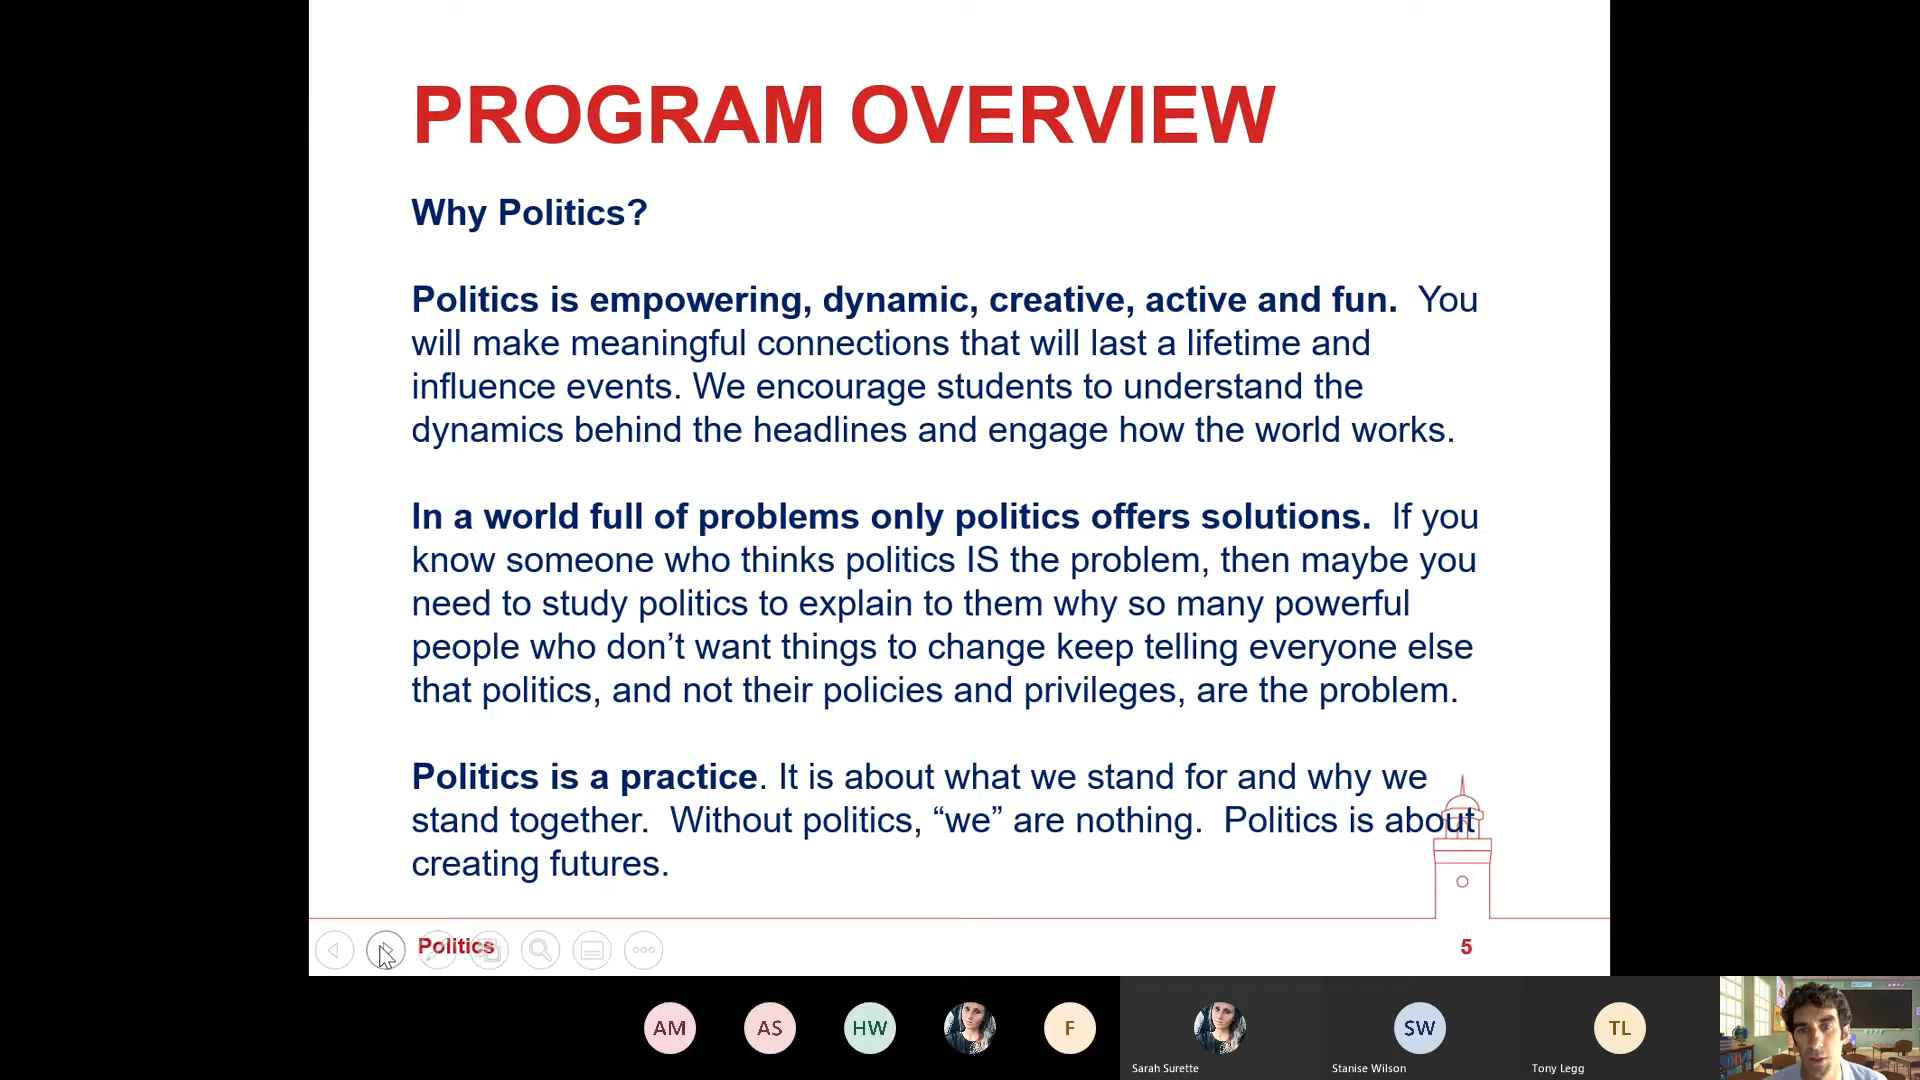 PROGRAM OVERVIEW
Why Politics?
Politics is empowering, dynamic, creative, active and fun.  You
will make meaningful connections that will last a lifetime and
influence events. We encourage students to understand the
dynamics behind the headlines and engage how the world works.
In a world full of problems only politics offers solutions.  If you
know someone who thinks politics IS the problem, then maybe you
need to study politics to explain to them why so many powerful
people who don’t want things to change keep telling everyone else
that politics, and not their policies and privileges, are the problem.
Politics is a practice. It is about what we stand for and why we
stand together.  Without politics, “we” are nothing.  Politics is about
creating futures.
Politics
5
AM
AS
HW
F
SW
TL
Sarah Surette
Stanise Wilson
Tony Legg